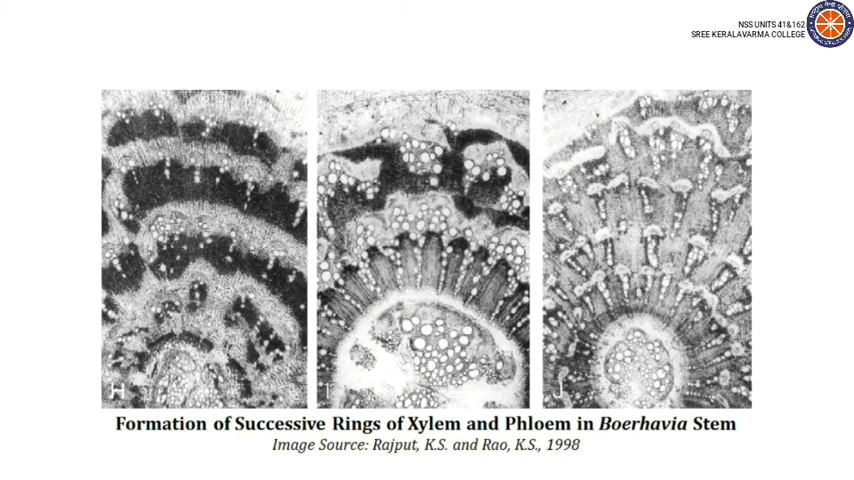 NSS UNITS 41&162
SREE KERALAVARMA COLLEGE
H I J
Formation of Successive Rings of Xylem and Phloem in Boerhavia Stem
Image Source: Rajput, K.S. and Rao, K.S., 1998